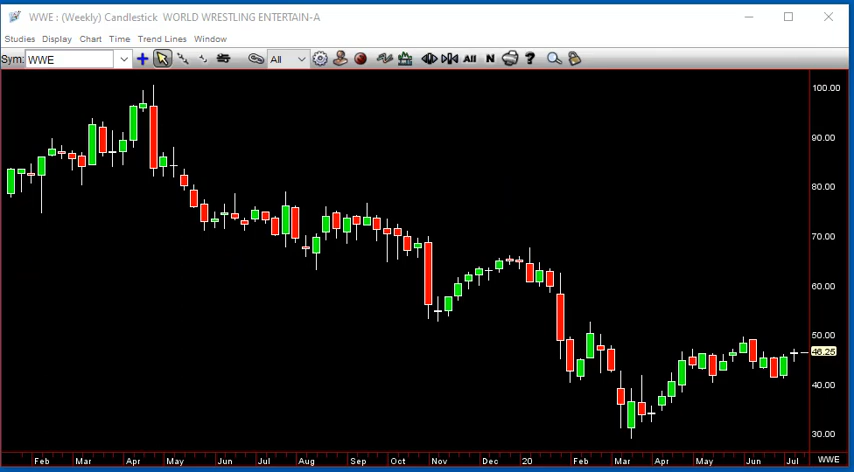 WWE : (Weekly) Candlestick WORLD WRESTLING ENTERTAIN-A
Studies Display Chart Time Trend Lines Window
Sym: WWE All All N ?
100.00
90.00
80.00
70.00
60.00
50.00
46.25
40.00
30.00
Feb Mar Apr May Jun Jul Aug Sep Oct Nov Dec 20 Feb Mar Apr May Jun Jul WWE